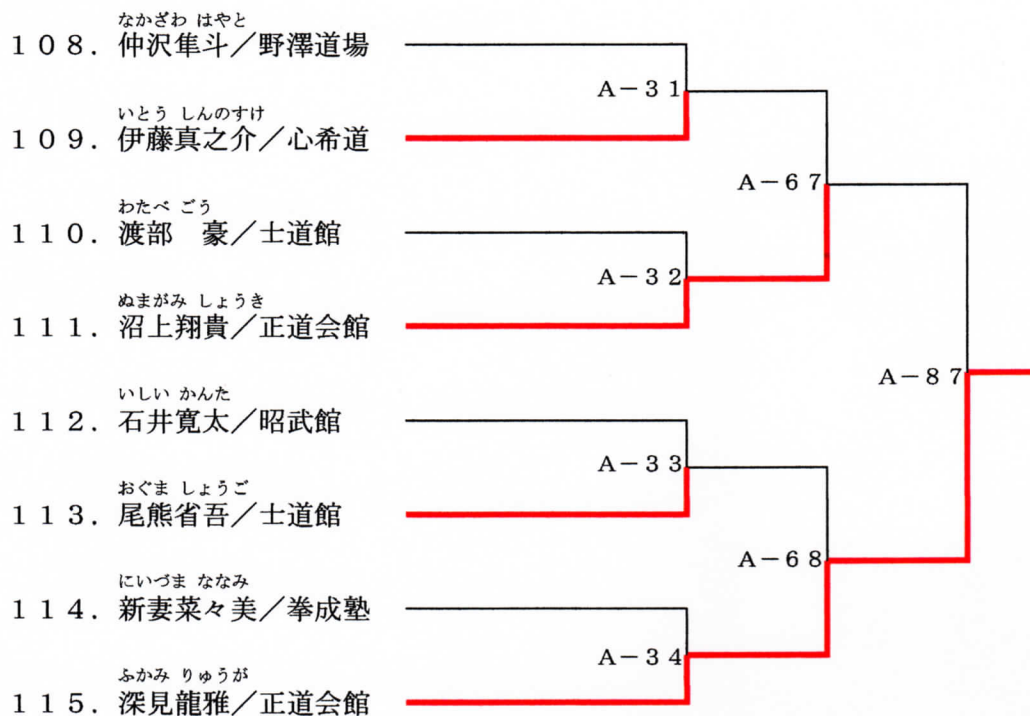 なかざわ はやと
108. 仲沢隼斗／野澤道場
A−31
いとう しんのすけ
109. 伊藤真之介／心希道
A−67
わたべ ごう
110. 渡部　豪／士道館
A−32
ぬまがみ しょうき
111. 沼上翔貴／正道会館
A−87
いしい かんた
112. 石井寛太／昭武館
A−33
おぐま しょうご
113. 尾熊省吾／士道館
A−68
にいづま ななみ
114. 新妻菜々美／拳成塾
A−34
ふかみ りゅうが
115. 深見龍雅／正道会館